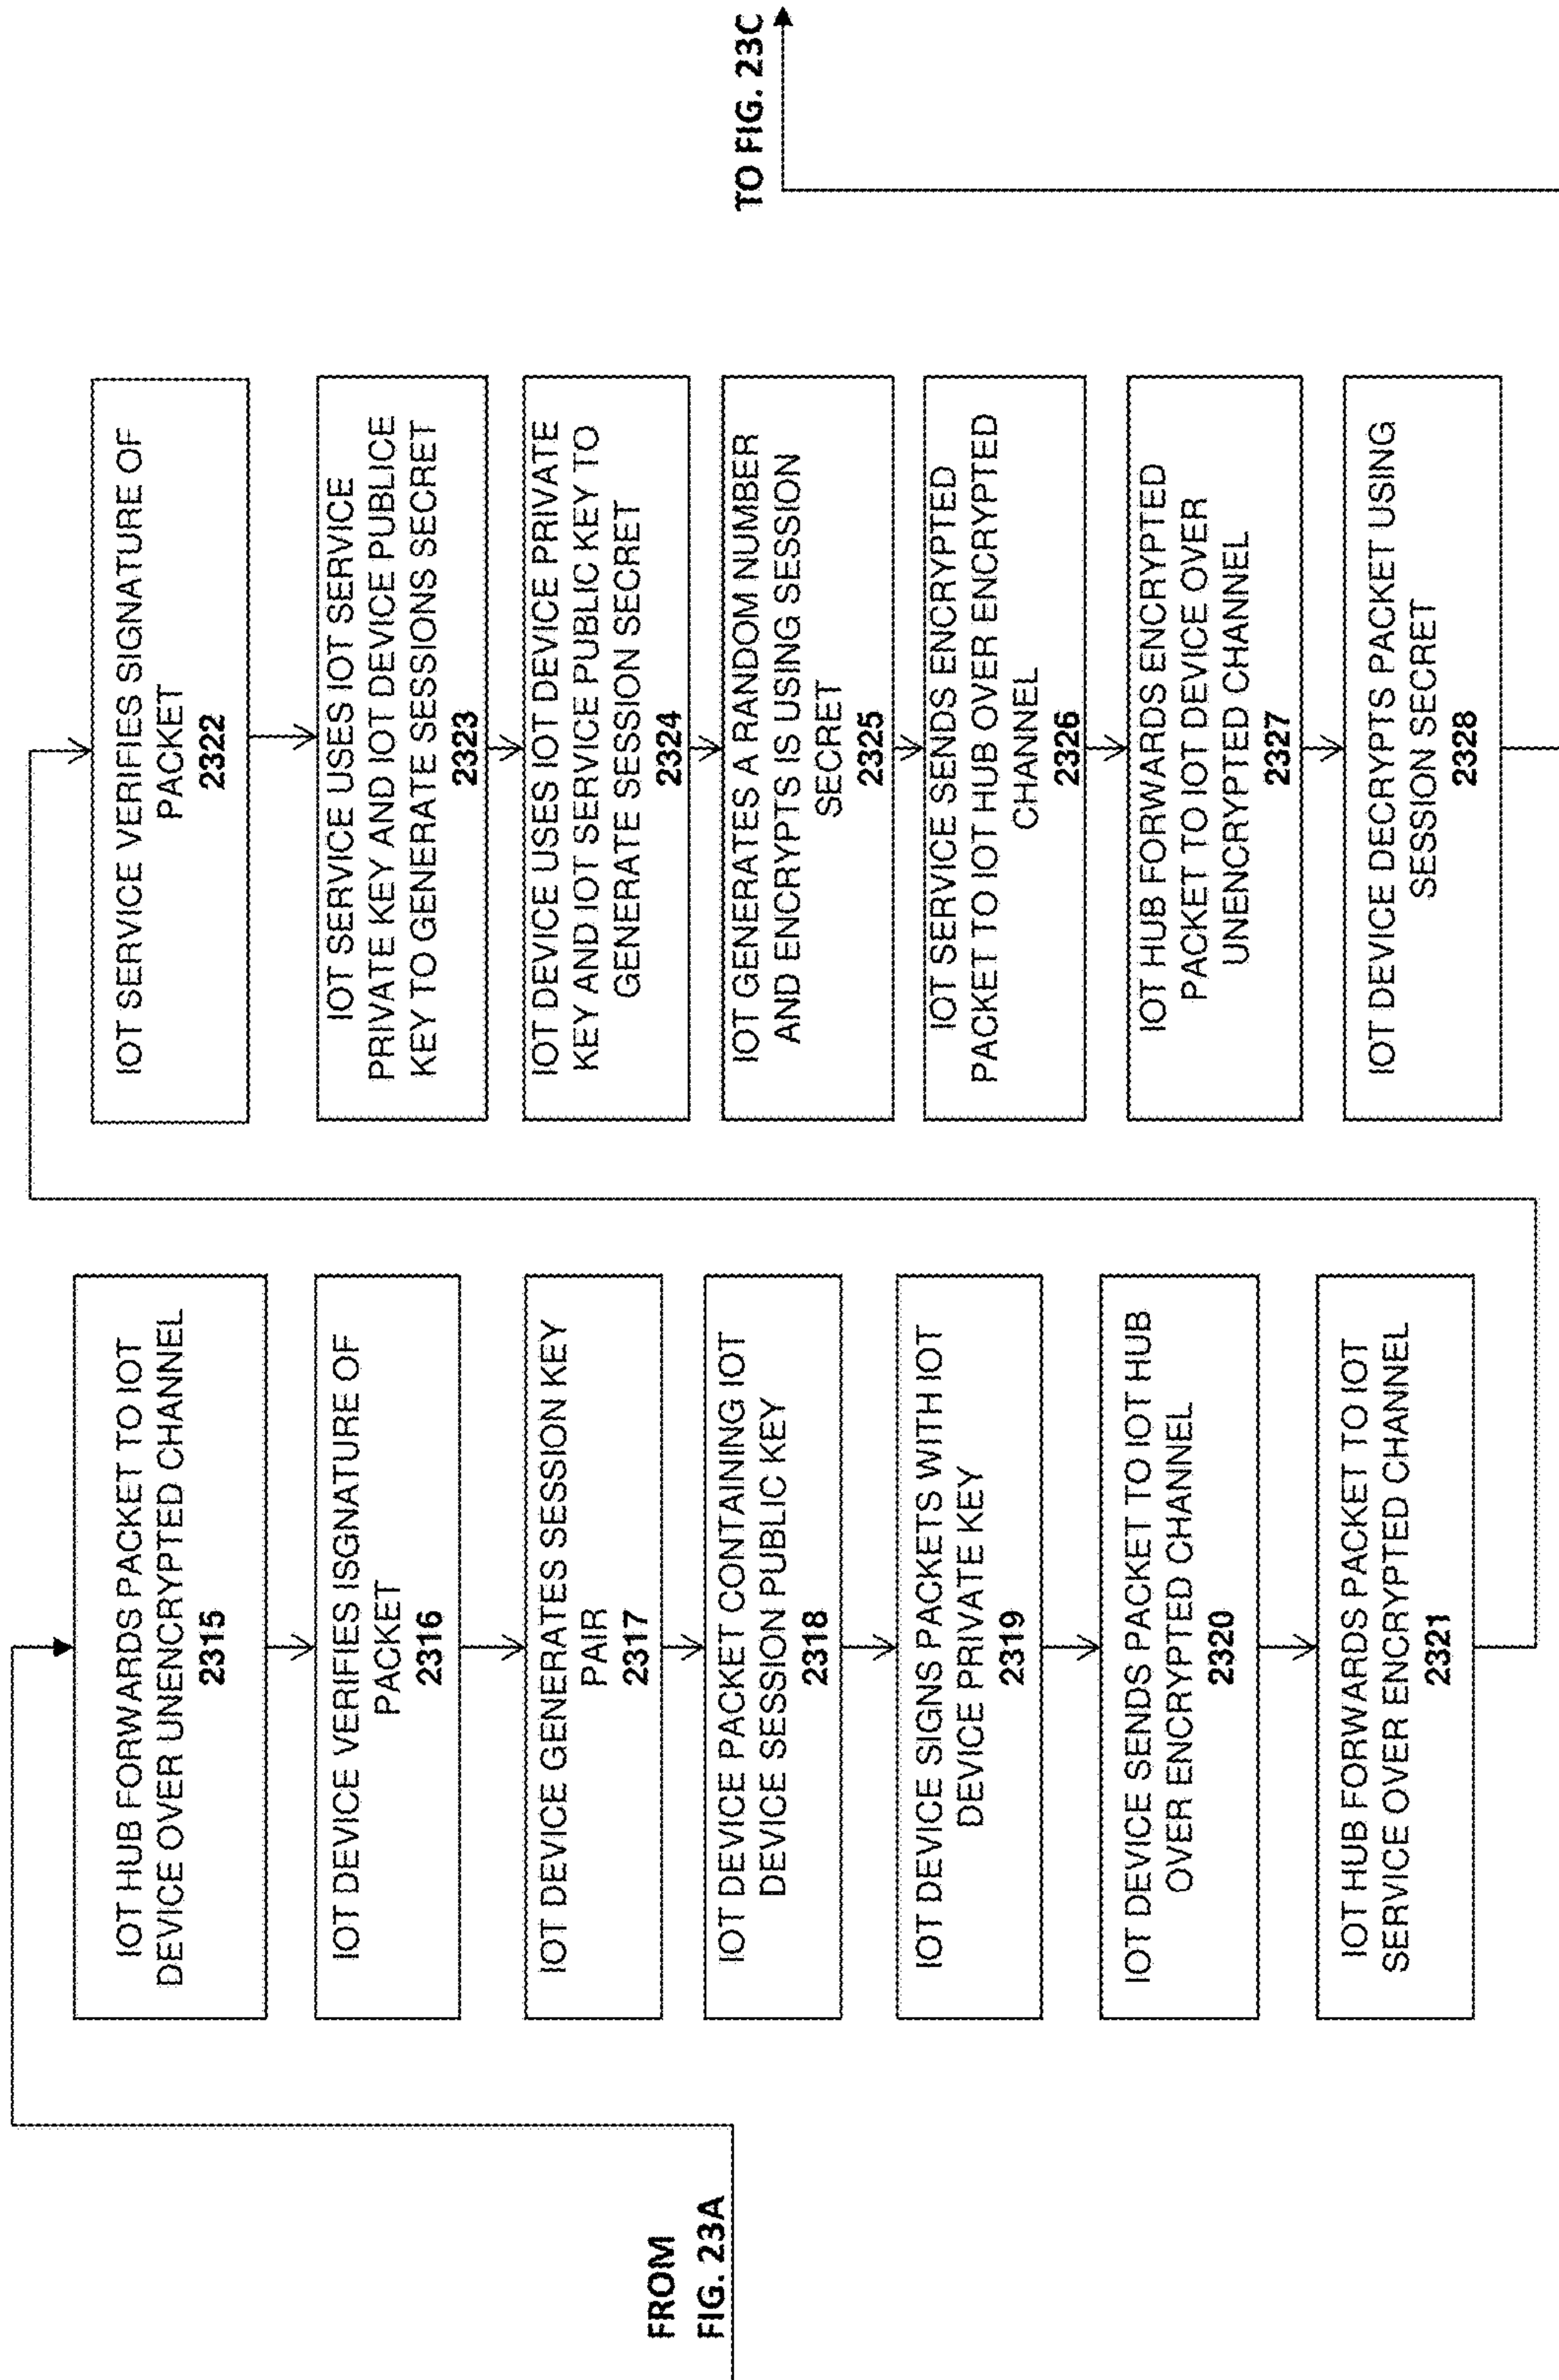 FROM
FIG. 23A
IOT HUB FORWARDS PACKET TO IOT
DEVICE OVER UNENCRYPTED CHANNEL
2315
IOT DEVICE VERIFIES ISGNATURE OF
PACKET
2316
IOT DEVICE GENERATES SESSION KEY
PAIR
2317
IOT DEVICE PACKET CONTAINING IOT
DEVICE SESSION PUBLIC KEY
2318
IOT DEVICE SIGNS PACKETS WITH IOT
DEVICE PRIVATE KEY
2319
IOT DEVICE SENDS PACKET TO IOT HUB
OVER ENCRYPTED CHANNEL
2320
IOT HUB FORWARDS PACKET TO IOT
SERVICE OVER ENCRYPTED CHANNEL
2321
IOT SERVICE VERIFIES SIGNATURE OF
PACKET
2322
IOT SERVICE USES IOT SERVICE
PRIVATE KEY AND IOT DEVICE PUBLICE
KEY TO GENERATE SESSIONS SECRET
2323
IOT DEVICE USES IOT DEVICE PRIVATE
KEY AND IOT SERVICE PUBLIC KEY TO
GENERATE SESSION SECRET
2324
IOT GENERATES A RANDOM NUMBER
AND ENCRYPTS IS USING SESSION
SECRET
2325
IOT SERVICE SENDS ENCRYPTED
PACKET TO IOT HUB OVER ENCRYPTED
CHANNEL
2326
IOT HUB FORWARDS ENCRYPTED
PACKET TO IOT DEVICE OVER
UNENCRYPTED CHANNEL
2327
IOT DEVICE DECRYPTS PACKET USING
SESSION SECRET
2328
TO FIG. 23C